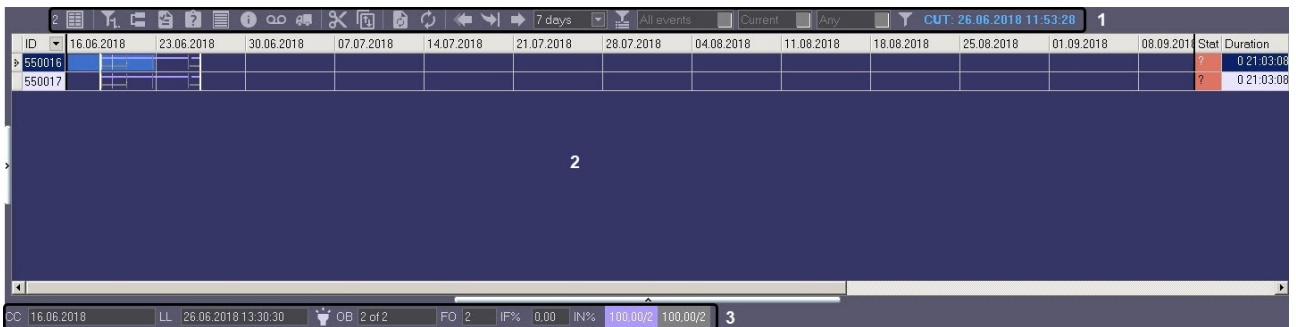 2 7 days All events Current Any CUT: 26.06.2018 11:53:28 1
ID 16.06.2018 23.06.2018 30.06.2018 07.07.2018 14.07.2018 21.07.2018 28.07.2018 04.08.2018 11.08.2018 18.08.2018 25.08.2018 01.09.2018 08.09.201 Stat Duration
550016 ? 0 21:03:08
550017 ? 0 21:03:08
2
CC 16.06.2018 LL 26.06.2018 13:30:30 OB 2 of 2 FO 2 IF% 0,00 IN% 100,00/2 100,00/2 3